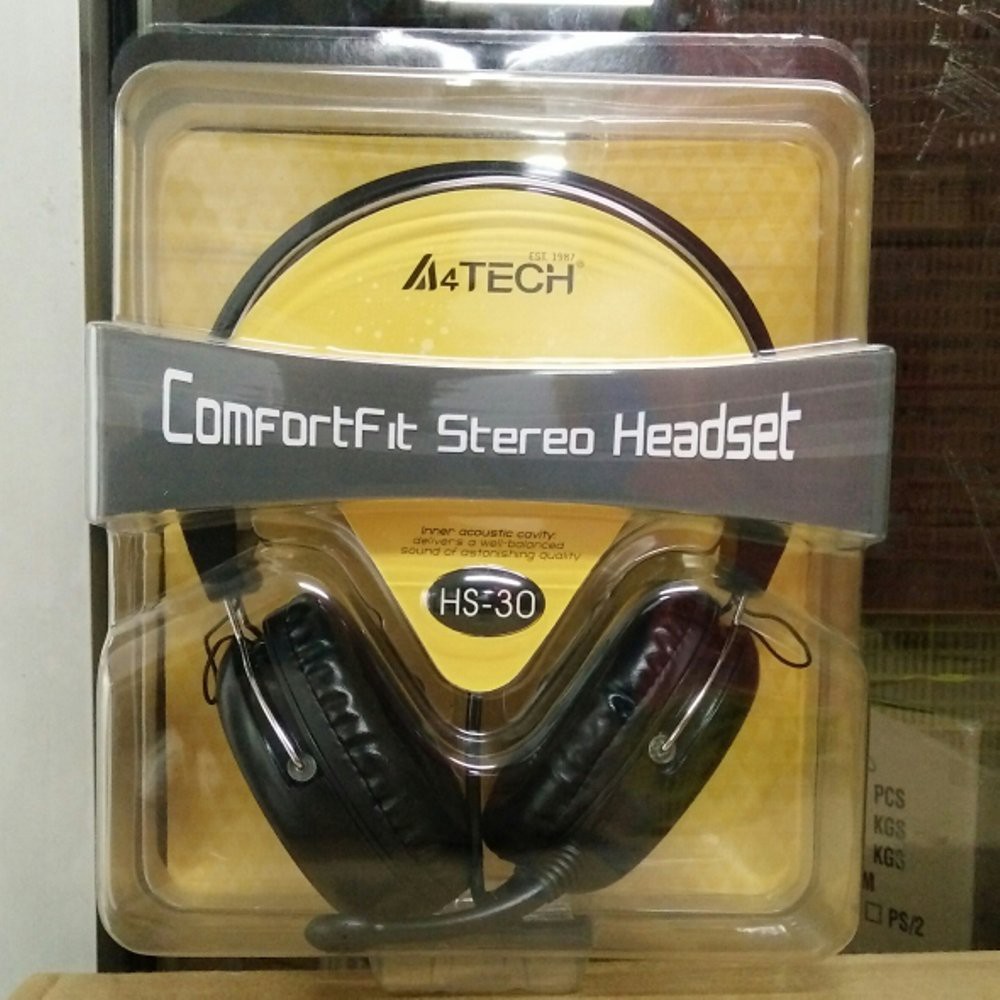 EST. 1987
A4TECH®
ComfortFit Stereo Headset
Inner acoustic cavity:
delivers a well-balanced
sound of astonishing quality
HS-30
PCS
KGS
KGS
M
PS/2